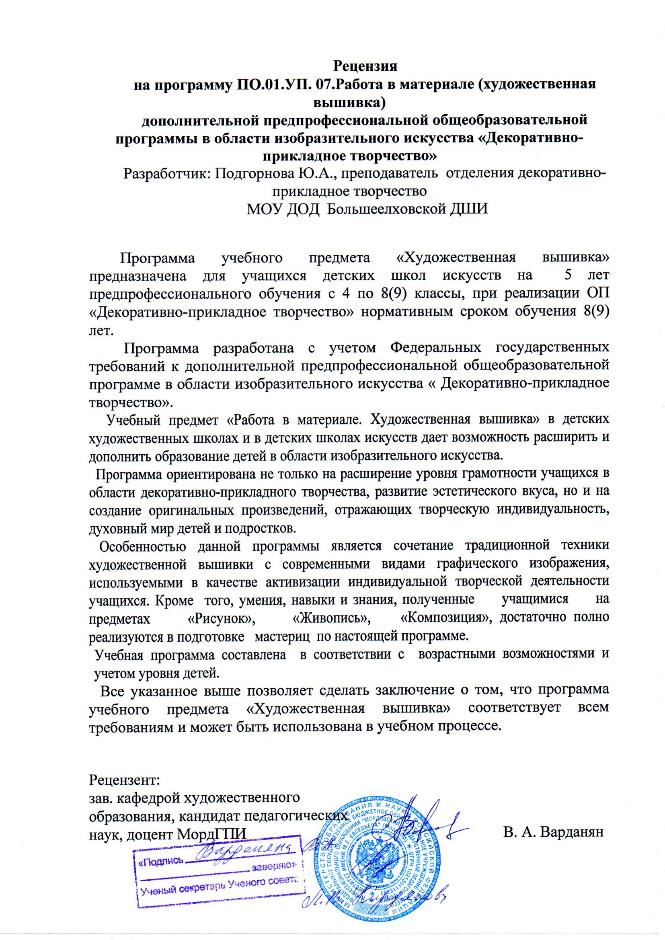 Рецензия
на программу ПО.01.УП. 07.Работа в материале (художественная
вышивка)
дополнительной предпрофессиональной общеобразовательной
программы в области изобразительного искусства «Декоративно-
прикладное творчество»
Разработчик: Подгорнова Ю.А., преподаватель отделения декоративно-
прикладное творчество
МОУ ДОД Большеелховской ДШИ
Программа учебного предмета «Художественная вышивка»
предназначена для учащихся детских школ искусств на 5 лет
предпрофессионального обучения с 4 по 8(9) классы, при реализации ОП
«Декоративно-прикладное творчество» нормативным сроком обучения 8(9)
лет.
Программа разработана с учетом Федеральных государственных
требований к дополнительной предпрофессиональной общеобразовательной
программе в области изобразительного искусства « Декоративно-прикладное
творчество».
Учебный предмет «Работа в материале. Художественная вышивка» в детских
художественных школах и в детских школах искусств дает возможность расширить и
дополнить образование детей в области изобразительного искусства.
Программа ориентирована не только на расширение уровня грамотности учащихся в
области декоративно-прикладного творчества, развитие эстетического вкуса, но и на
создание оригинальных произведений, отражающих творческую индивидуальность,
духовный мир детей и подростков.
Особенностью данной программы является сочетание традиционной техники
художественной вышивки с современными видами графического изображения,
используемыми в качестве активизации индивидуальной творческой деятельности
учащихся. Кроме того, умения, навыки и знания, полученные учащимися на
предметах «Рисунок», «Живопись», «Композиция», достаточно полно
реализуются в подготовке мастериц по настоящей программе.
Учебная программа составлена в соответствии с возрастными возможностями и
учетом уровня детей.
Все указанное выше позволяет сделать заключение о том, что программа
учебного предмета «Художественная вышивка» соответствует всем
требованиям и может быть использована в учебном процессе.
Рецензент:
зав. кафедрой художественного
образования, кандидат педагогических
наук, доцент МордГПИ В. А. Варданян
«Подпись Варданяна В.А.
заверяю»
Ученый секретарь Ученого совета